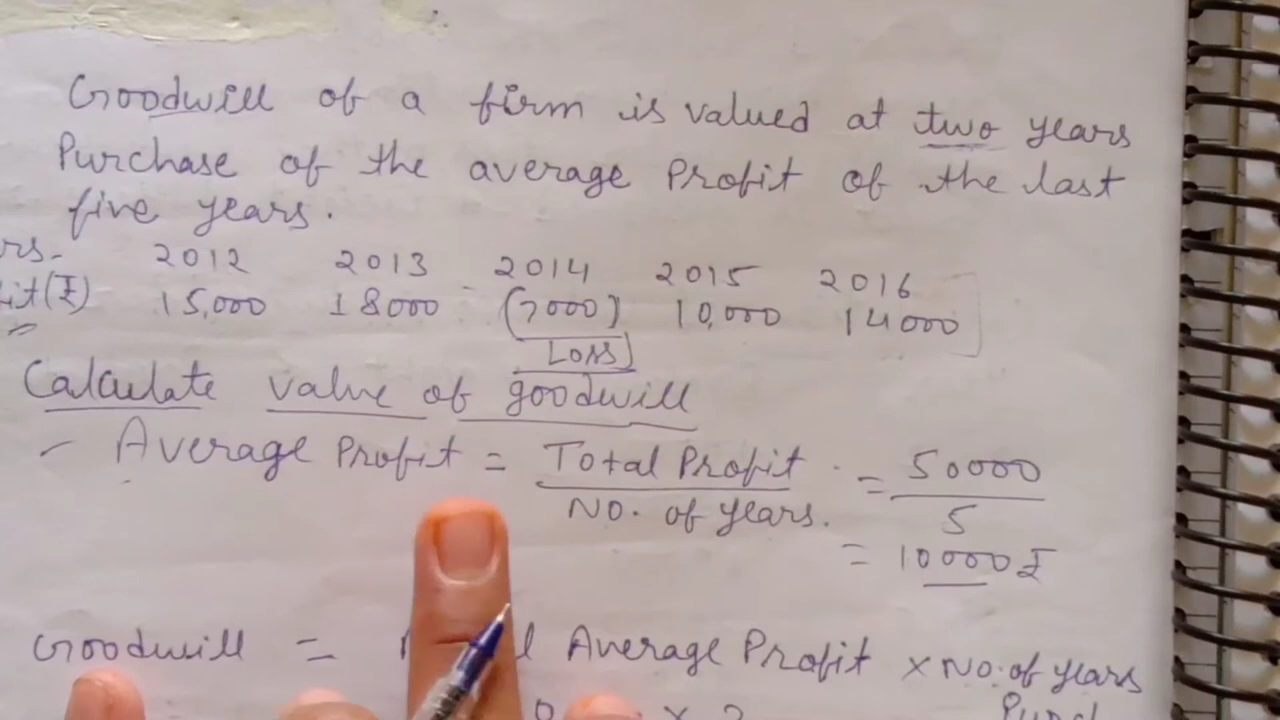 Goodwill of a firm is valued at two years
Purchase of the average Profit of the last
five years.
2012 2013 2014 2015 2016
(₹) 15,000 18000 (7000) 10,000 14000
Loss
Calculate value of goodwill
Average Profit = Total Profit / No. of years. = 50000 / 5
= 10000 ₹
Goodwill = Average Profit × No. of years
× 2